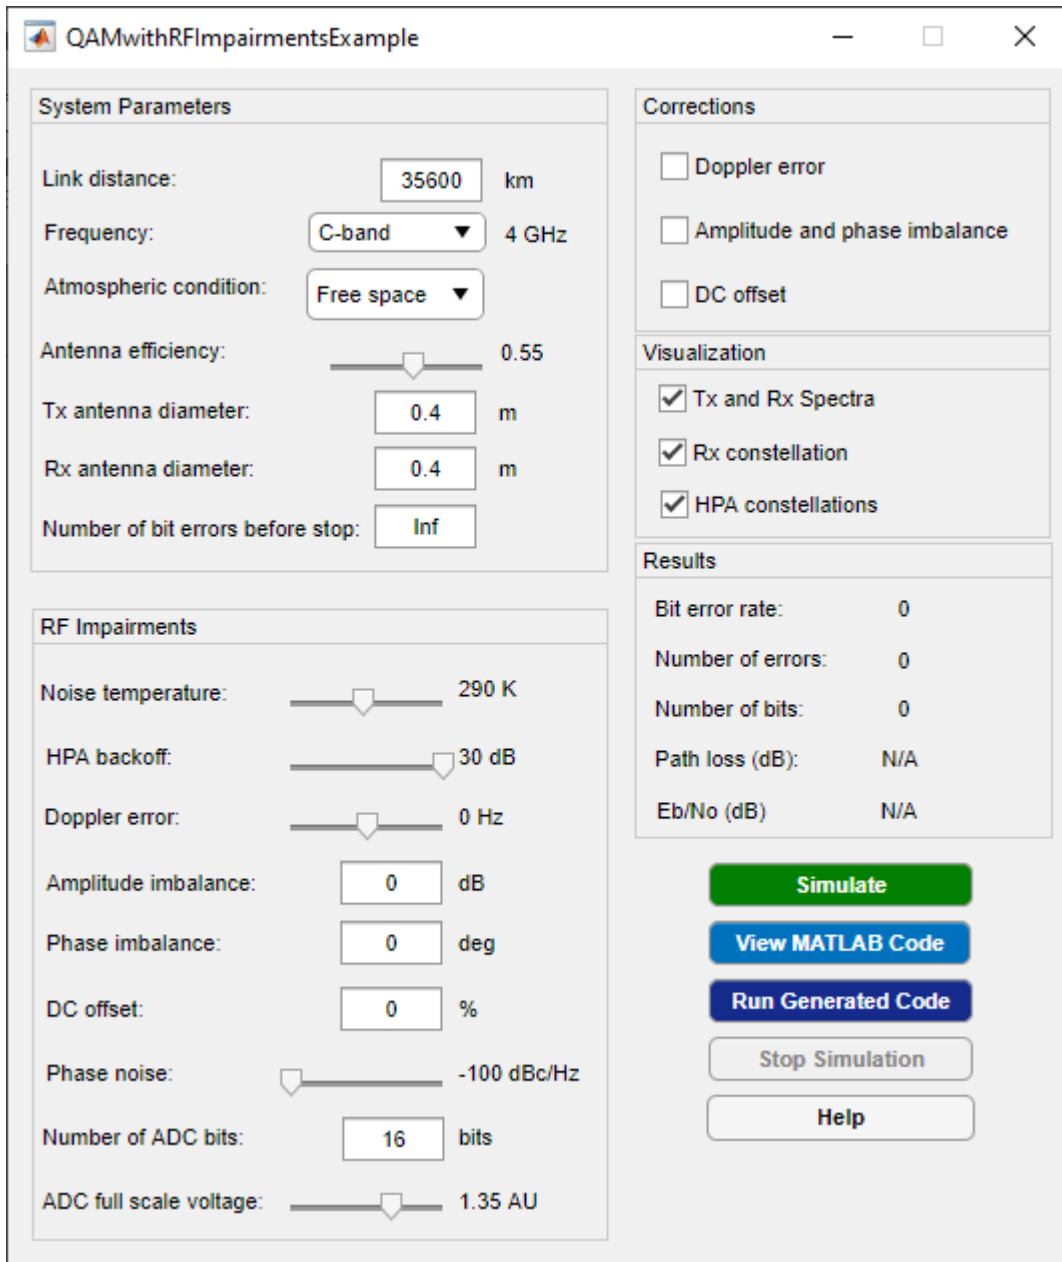 QAMwithRFImpairmentsExample
System Parameters
Link distance: 35600 km
Frequency: C-band 4 GHz
Atmospheric condition: Free space
Antenna efficiency: 0.55
Tx antenna diameter: 0.4 m
Rx antenna diameter: 0.4 m
Number of bit errors before stop: Inf
RF Impairments
Noise temperature: 290 K
HPA backoff: 30 dB
Doppler error: 0 Hz
Amplitude imbalance: 0 dB
Phase imbalance: 0 deg
DC offset: 0 %
Phase noise: -100 dBc/Hz
Number of ADC bits: 16 bits
ADC full scale voltage: 1.35 AU
Corrections
Doppler error
Amplitude and phase imbalance
DC offset
Visualization
Tx and Rx Spectra
Rx constellation
HPA constellations
Results
Bit error rate: 0
Number of errors: 0
Number of bits: 0
Path loss (dB): N/A
Eb/No (dB) N/A
Simulate
View MATLAB Code
Run Generated Code
Stop Simulation
Help